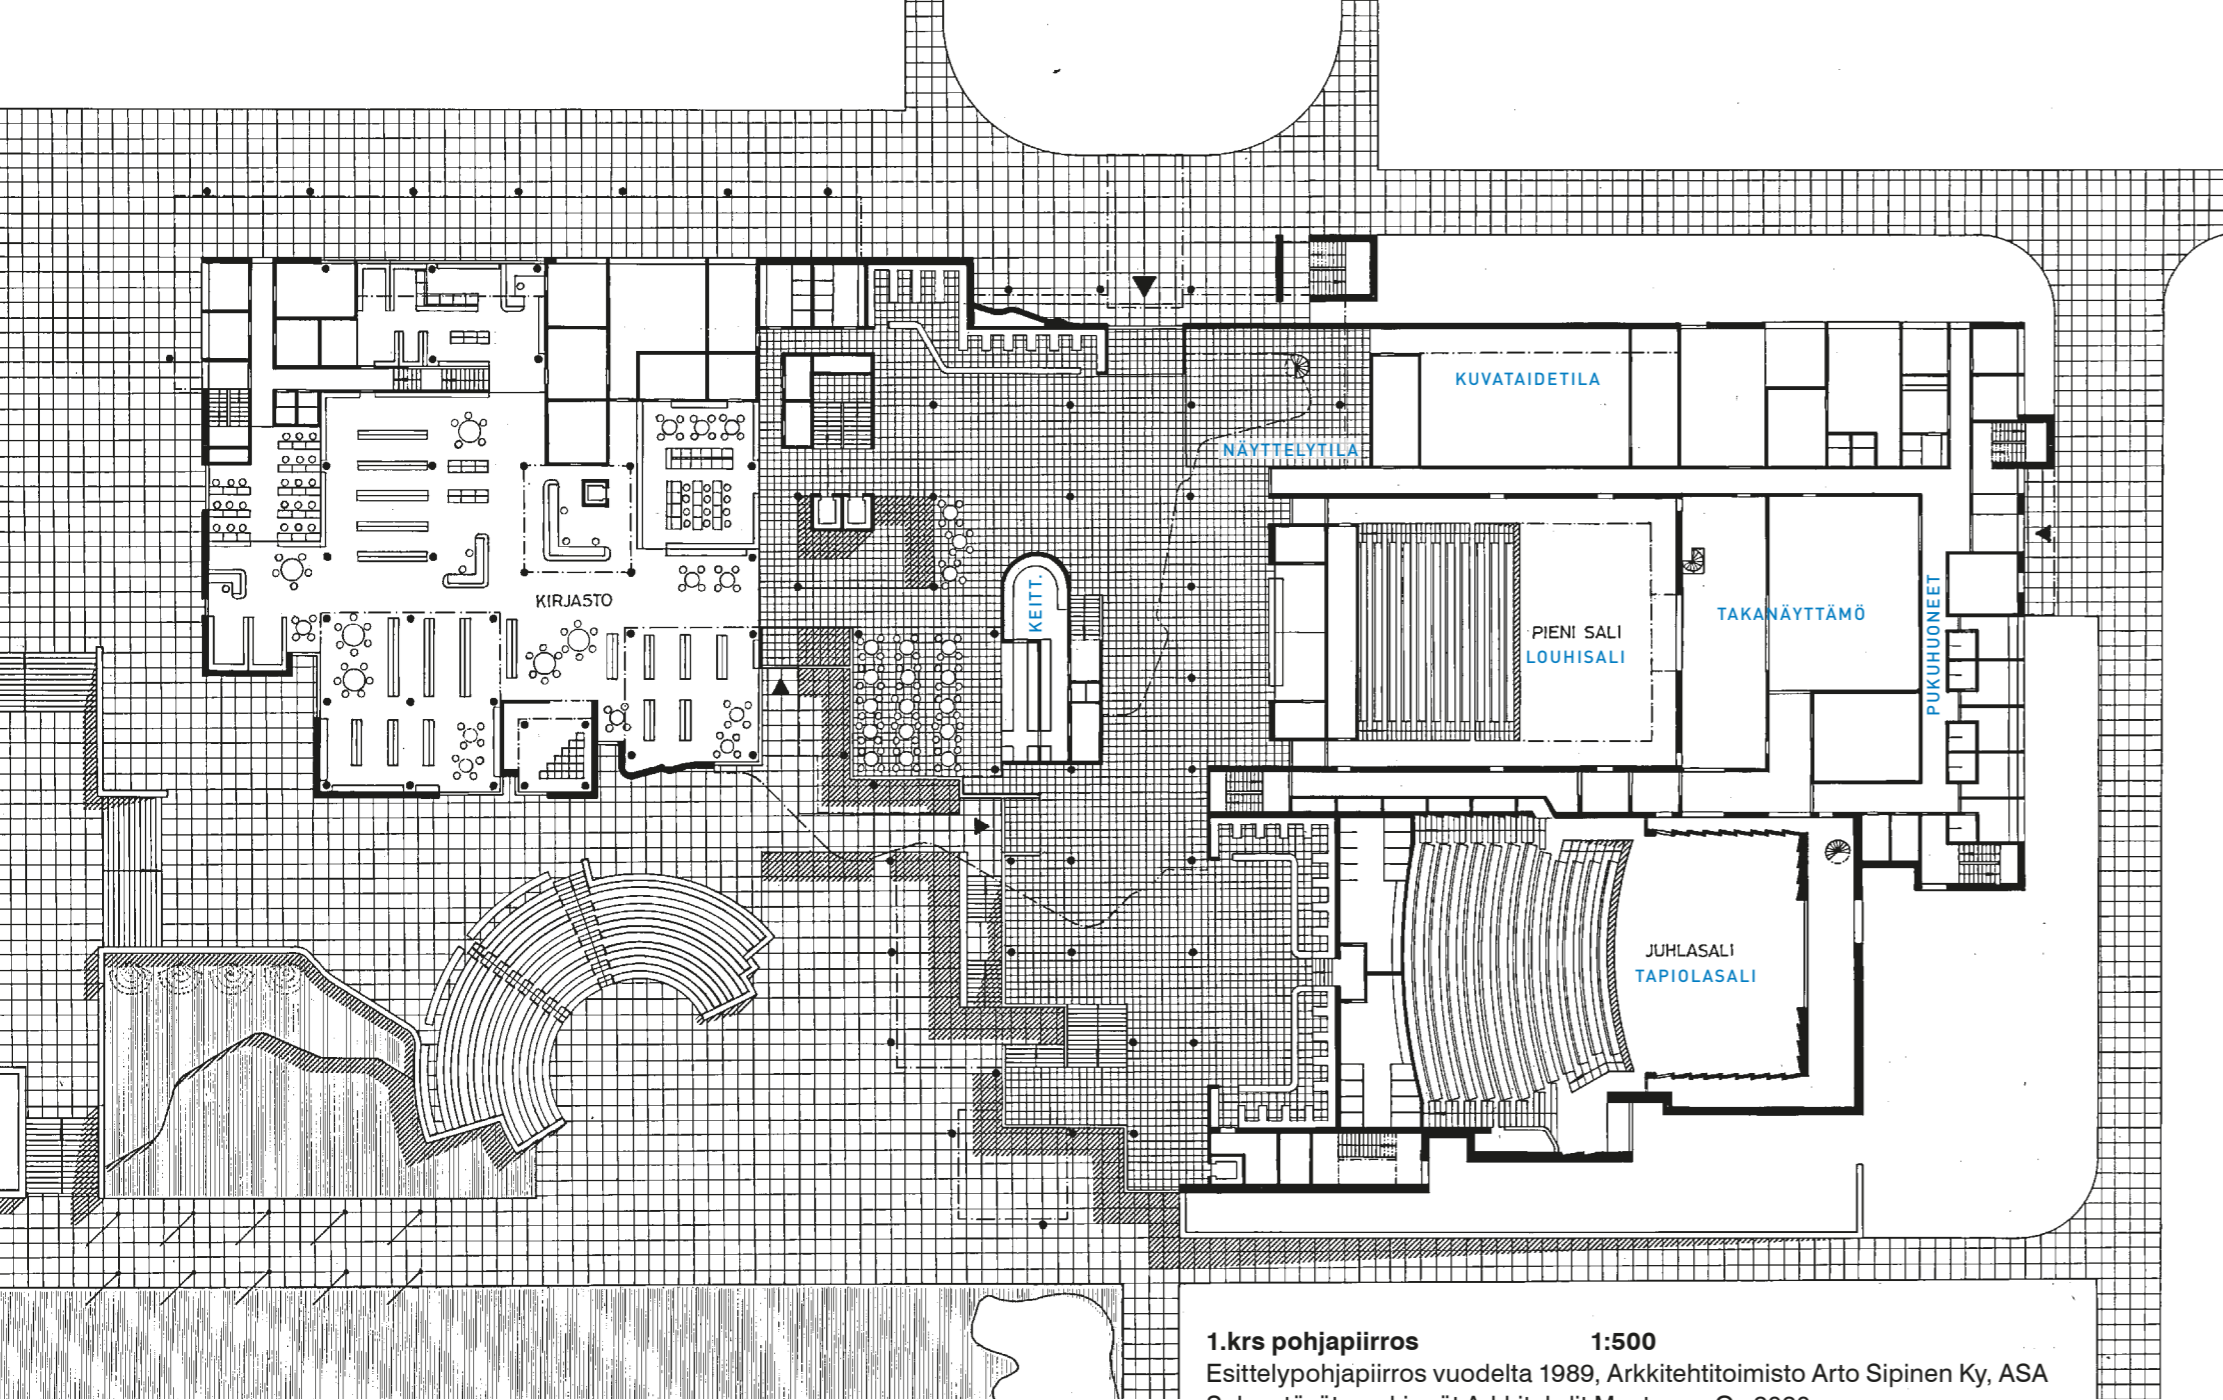 KUVATAIDETILA
NÄYTTELYTILA
KEITT.
KIRJASTO
PIENI SALI
LOUHISALI
TAKANÄYTTÄMÖ
PUKUHUONEET
JUHLASALI
TAPIOLASALI
1.krs pohjapiirros 1:500
Esittelypohjapiirros vuodelta 1989, Arkkitehtitoimisto Arto Sipinen Ky, ASA